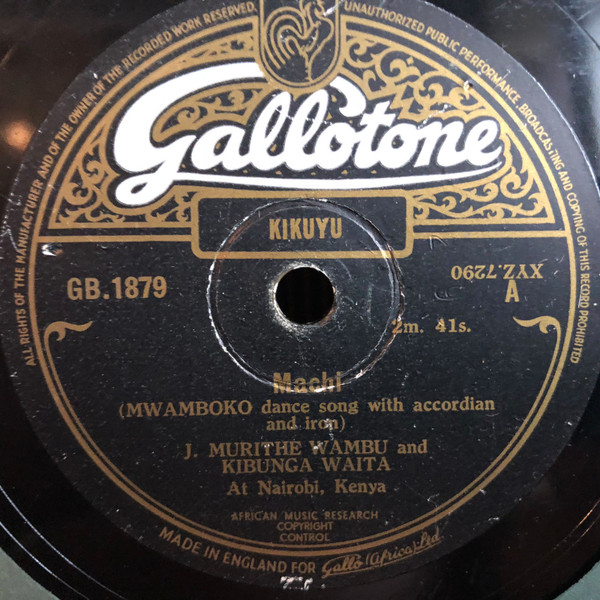 ALL RIGHTS OF THE MANUFACTURER AND OF THE OWNER OF THE RECORDED WORK RESERVED.
UNAUTHORIZED PUBLIC PERFORMANCE, BROADCASTING AND COPYING OF THIS RECORD PROHIBITED
Gallotone
KIKUYU
GB.1879
XYZ.7290
A
2m. 41s.
Machi
(MWAMBOKO dance song with accordian
and iron)
J. MURITHE WAMBU and
KIBUNGA WAITA
At Nairobi, Kenya
AFRICAN MUSIC RESEARCH
COPYRIGHT
CONTROL
MADE IN ENGLAND FOR Gallo (Africa) Ltd